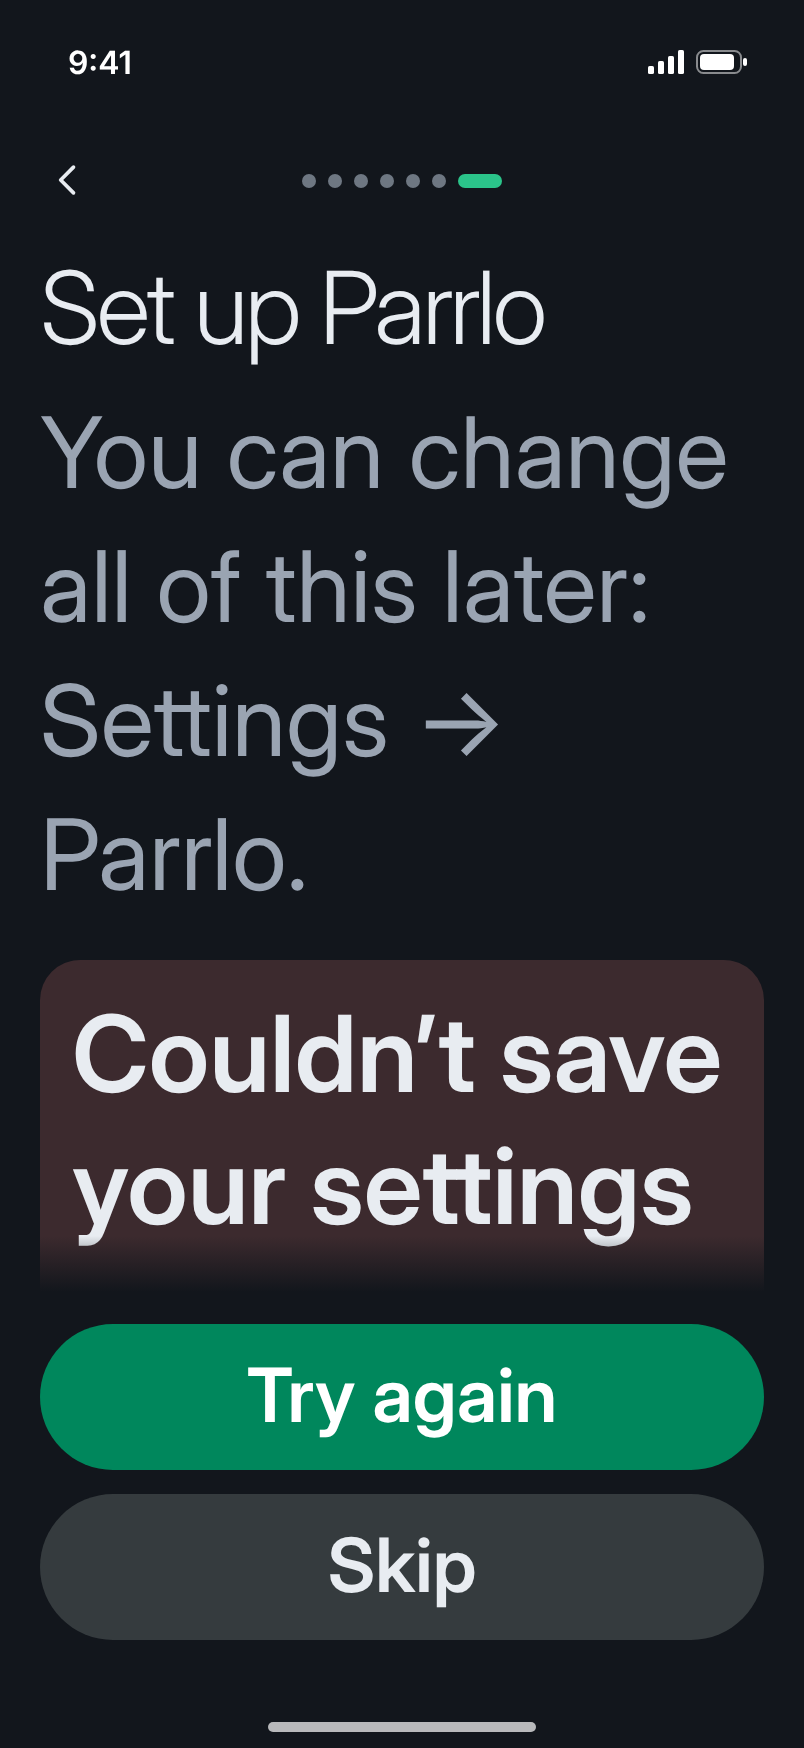 9:41
Set up Parrlo
You can change
all of this later:
Settings →
Parrlo.
Couldn’t save
your settings
Try again
Skip